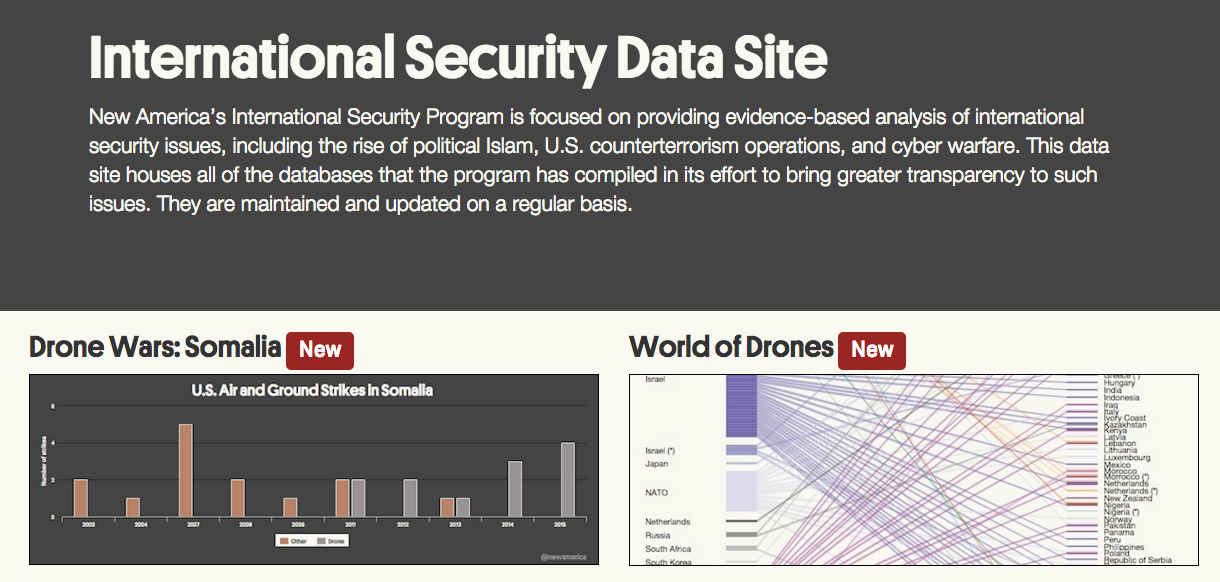 International Security Data Site
New America's International Security Program is focused on providing evidence-based analysis of international
security issues, including the rise of political Islam, U.S. counterterrorism operations, and cyber warfare. This data
site houses all of the databases that the program has compiled in its effort to bring greater transparency to such
issues. They are maintained and updated on a regular basis.
Drone Wars: Somalia New
U.S. Air and Ground Strikes in Somalia
Number of strikes
4
2
0
2003 2004 2007 2008 2009 2011 2012 2013 2014 2015
Other Drone
@newamerica
World of Drones New
Israel
Israel (*)
Japan
NATO
Netherlands
Russia
South Africa
South Korea
Greece (*)
Hungary
India
Indonesia
Iraq
Italy
Ivory Coast
Kazakhstan
Kenya
Latvia
Lebanon
Lithuania
Luxembourg
Mexico
Morocco
Morrocco (*)
Netherlands
Netherlands (*)
New Zealand
Nigeria
Nigeria (*)
Norway
Pakistan
Panama
Peru
Philippines
Poland
Republic of Serbia